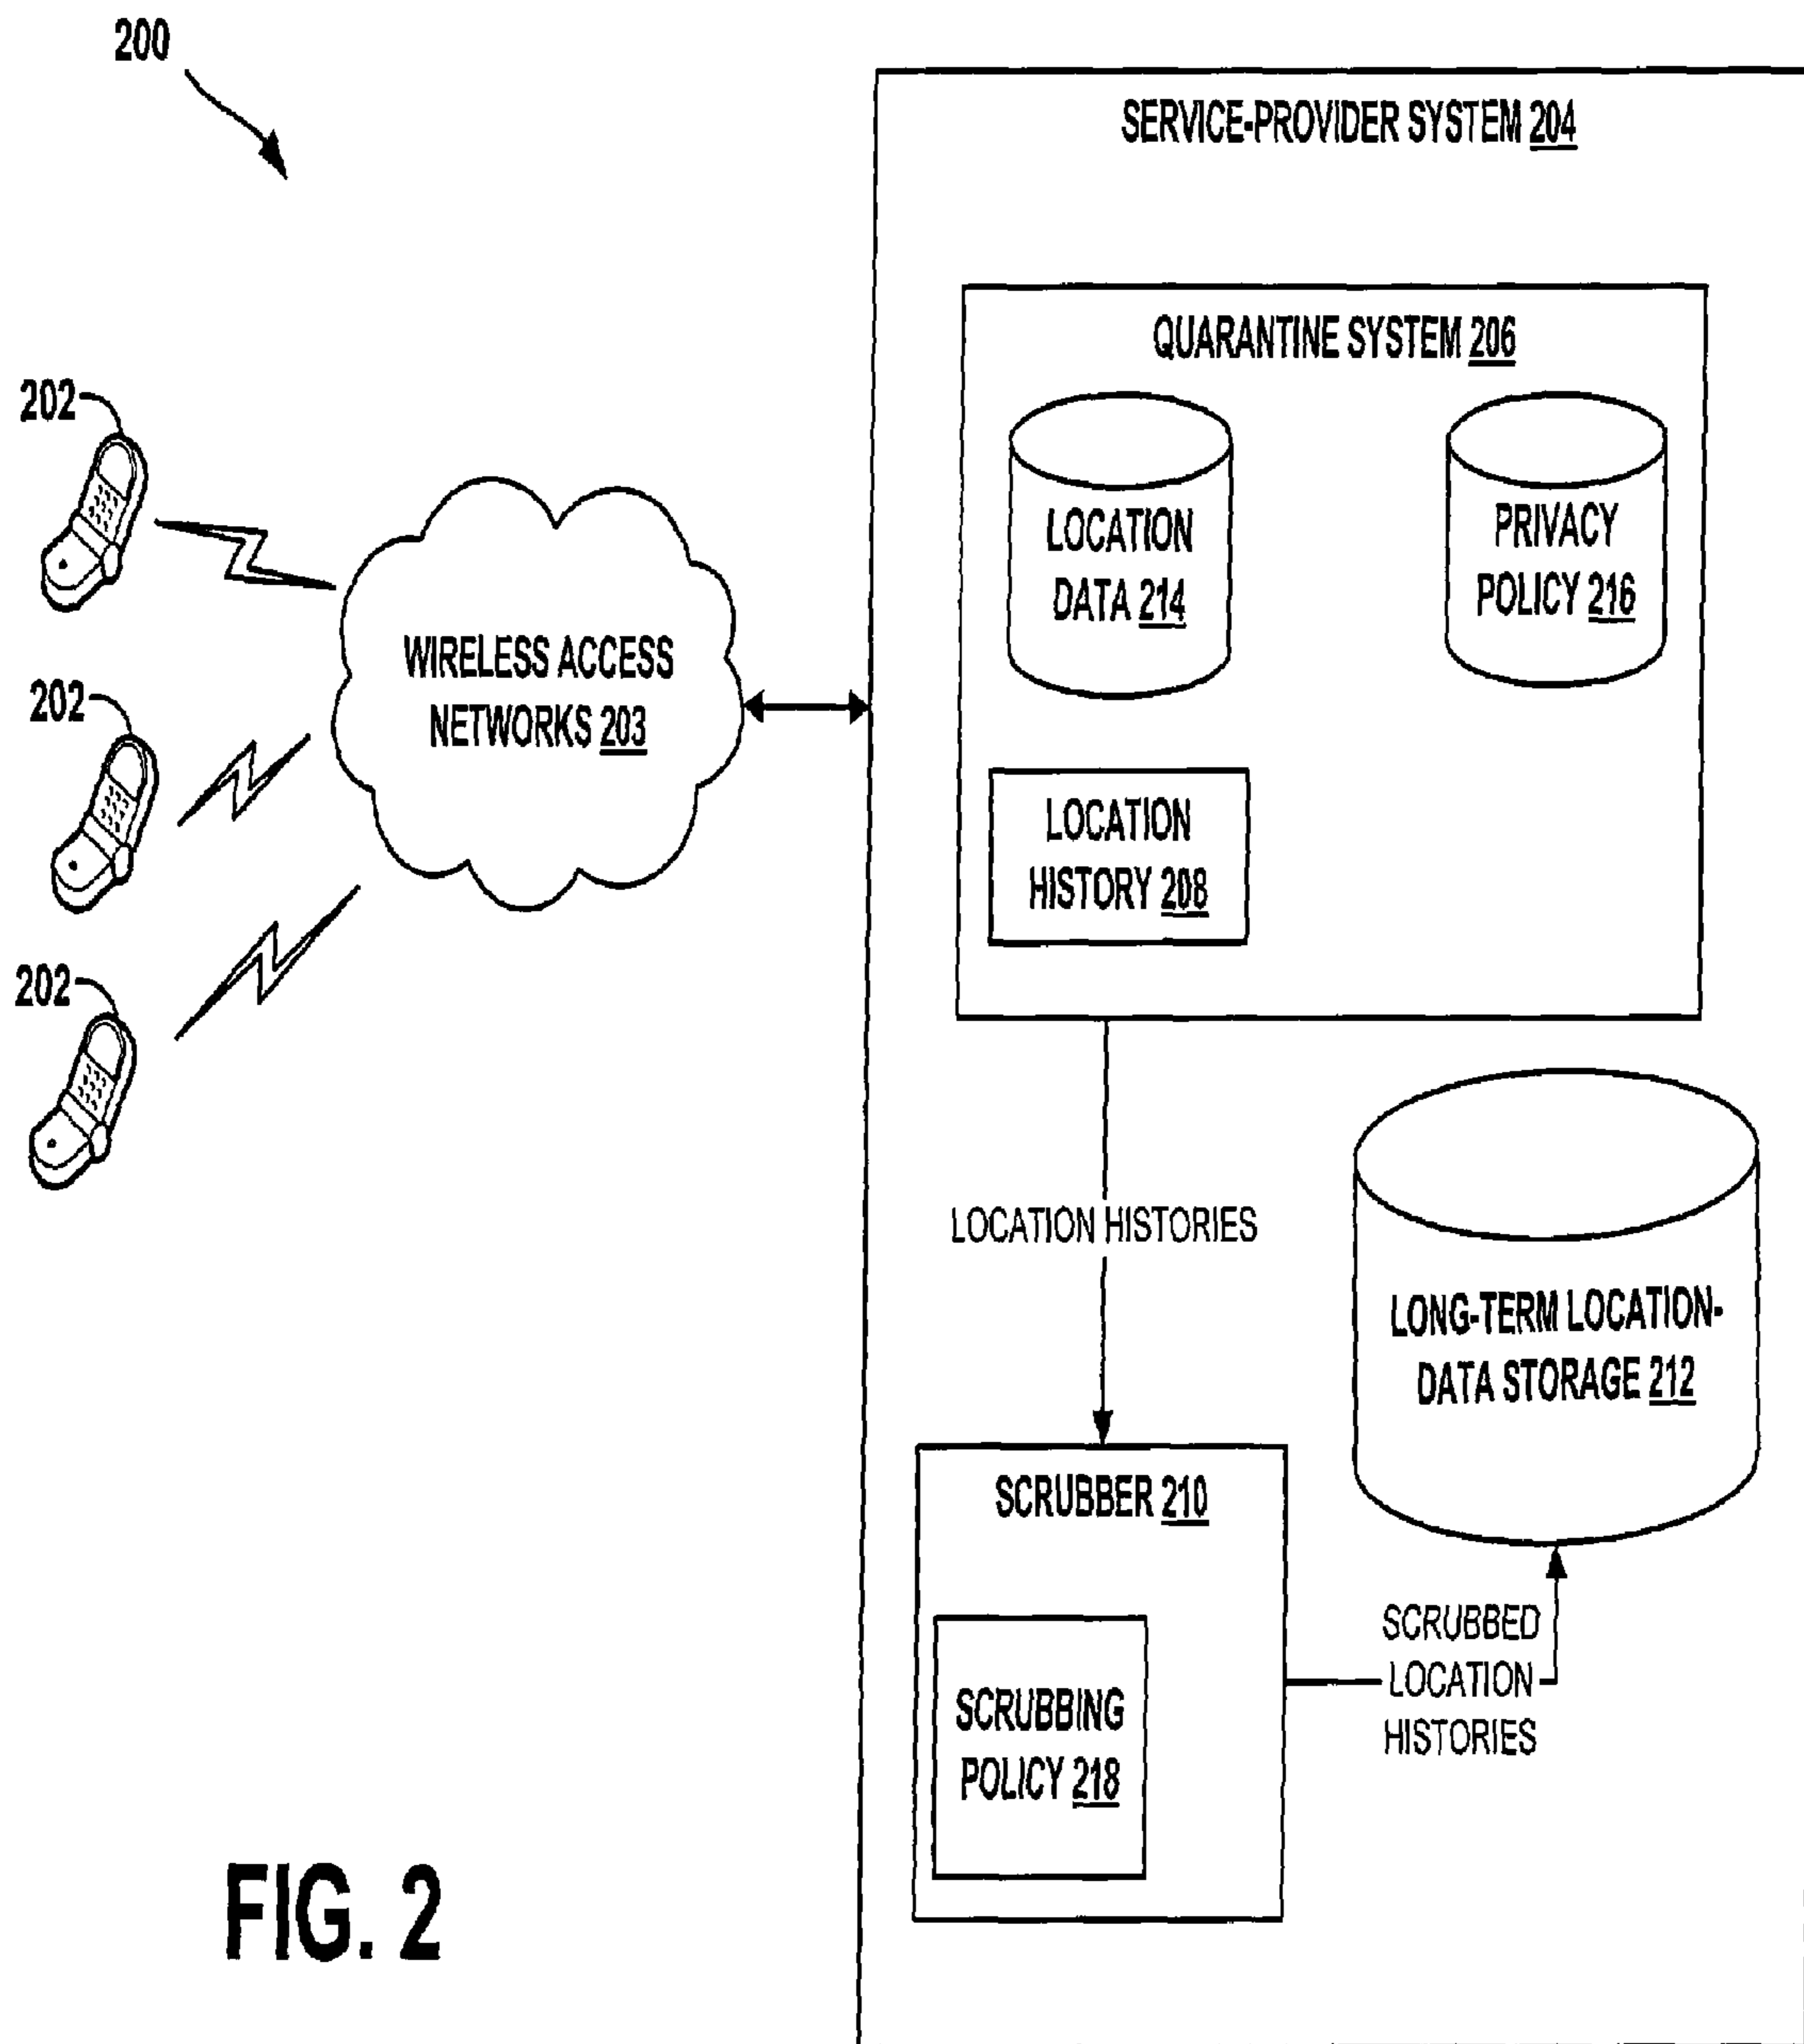 200
SERVICE-PROVIDER SYSTEM 204
QUARANTINE SYSTEM 206
LOCATION
DATA 214
PRIVACY
POLICY 216
LOCATION
HISTORY 208
202
202
202
WIRELESS ACCESS
NETWORKS 203
LOCATION HISTORIES
LONG-TERM LOCATION-
DATA STORAGE 212
SCRUBBER 210
SCRUBBING
POLICY 218
SCRUBBED
LOCATION
HISTORIES
FIG. 2